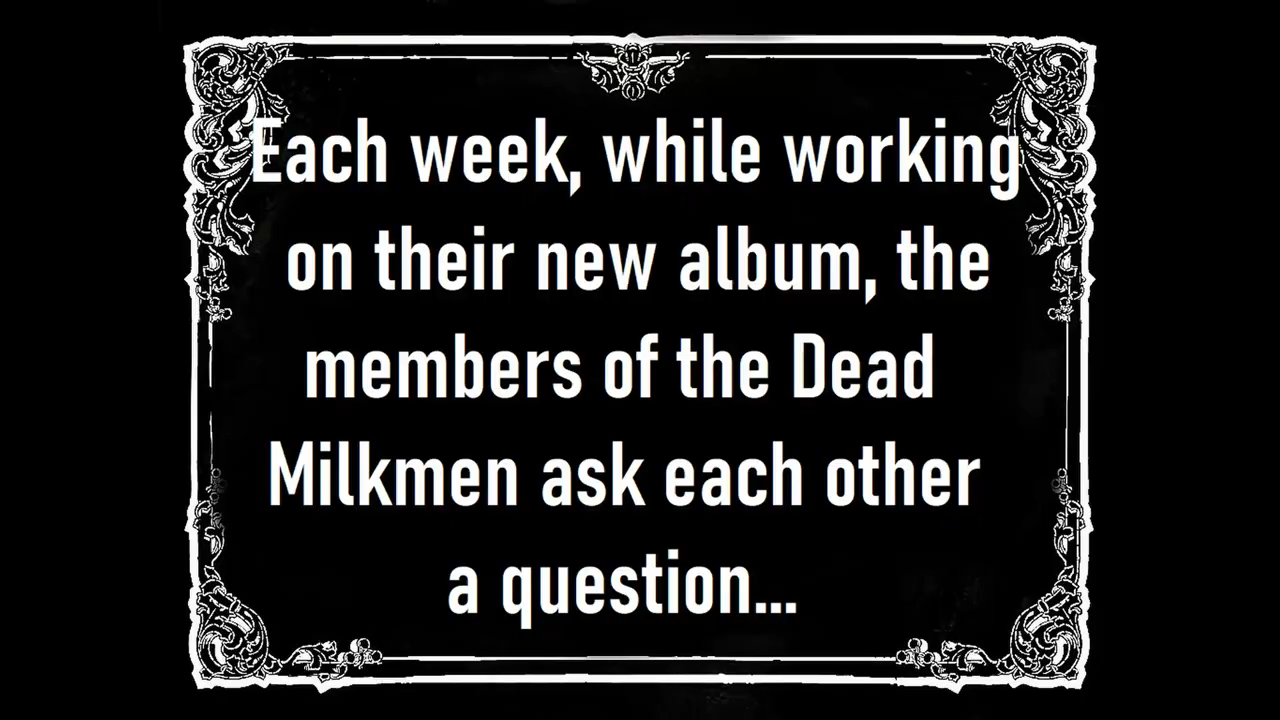 Each week, while working
on their new album, the
members of the Dead
Milkmen ask each other
a question...